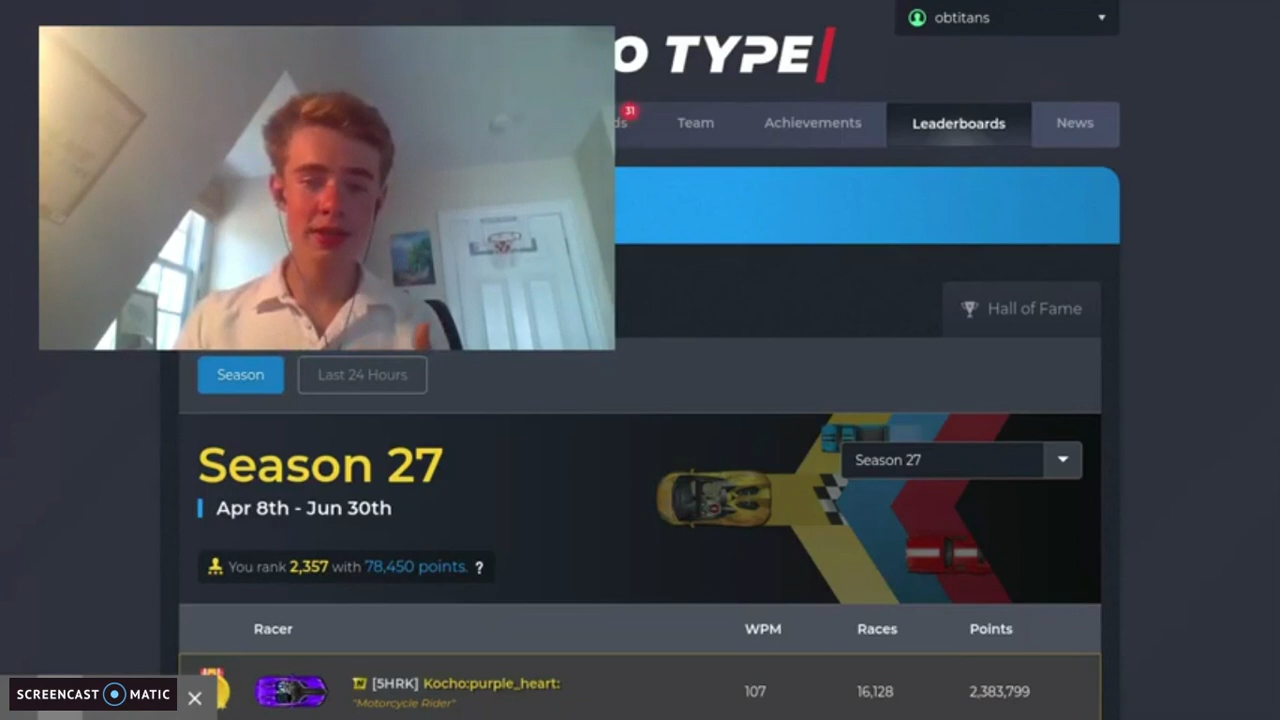 obtitans
O TYPE
ds
31
Team
Achievements
Leaderboards
News
Hall of Fame
Season
Last 24 Hours
Season 27
Season 27
Apr 8th - Jun 30th
You rank 2,357 with 78,450 points. ?
Racer WPM Races Points
[5HRK] Kocho:purple_heart: 107 16,128 2,383,799
"Motorcycle Rider"
SCREENCAST MATIC